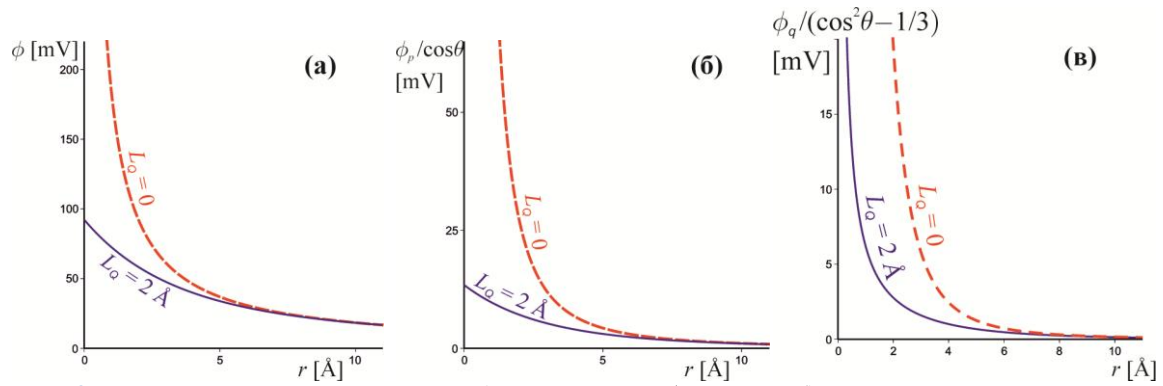 ϕ [mV]
200
150
100
50
0
0
5
10
r [Å]
(а)
L_Q = 0
L_Q = 2 Å
ϕ_p/cosθ
[mV]
50
25
0
0
5
10
r [Å]
(б)
L_Q = 0
L_Q = 2 Å
ϕ_q/(cos²θ−1/3)
[mV]
15
10
5
0
0
2
4
6
8
10
r [Å]
(в)
L_Q = 0
L_Q = 2 Å